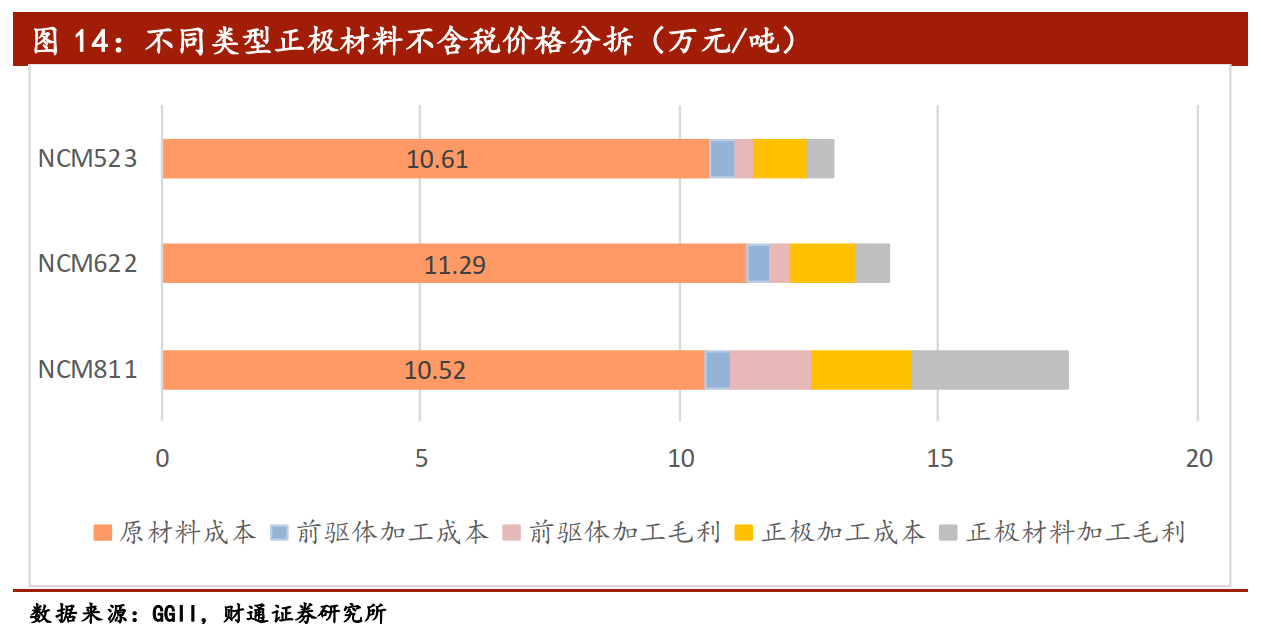 图 14：不同类型正极材料不含税价格分拆（万元/吨）
NCM523
10.61
NCM622
11.29
NCM811
10.52
0 5 10 15 20
原材料成本 前驱体加工成本 前驱体加工毛利 正极加工成本 正极材料加工毛利
数据来源：GGII，财通证券研究所